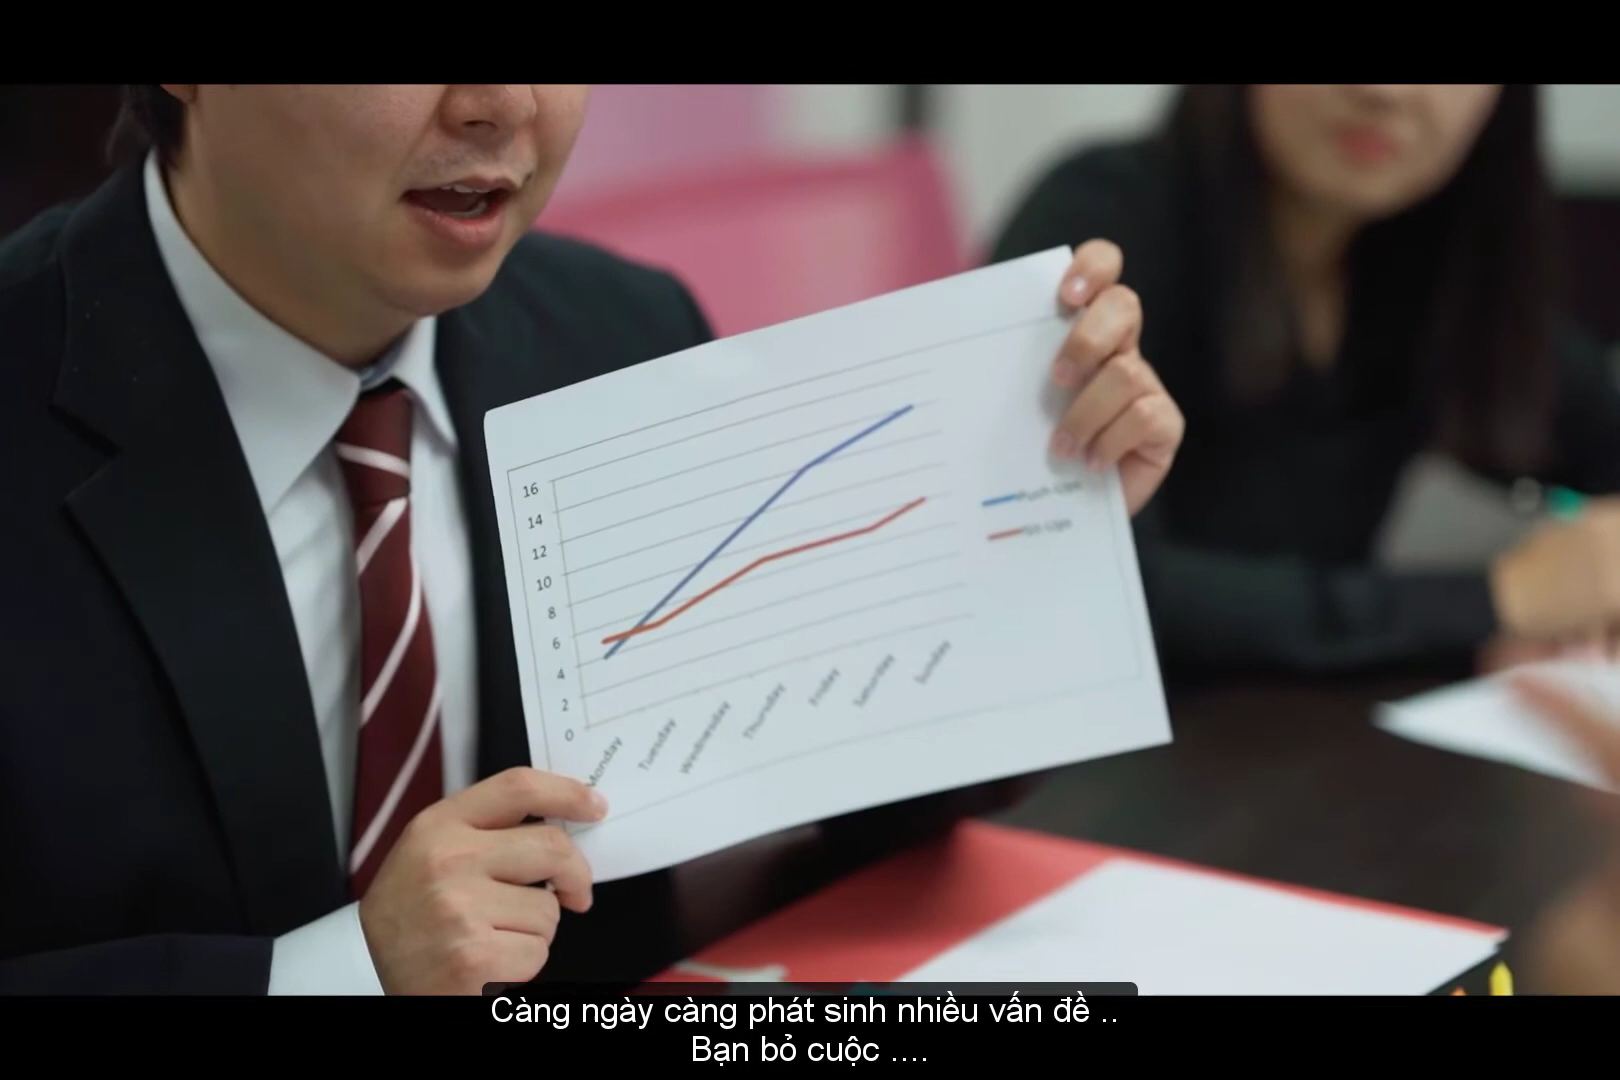 16
14
12
10
8
6
4
2
0
Monday
Tuesday
Wednesday
Thursday
Friday
Saturday
Sunday
Càng ngày càng phát sinh nhiều vấn đề ..
Bạn bỏ cuộc ....